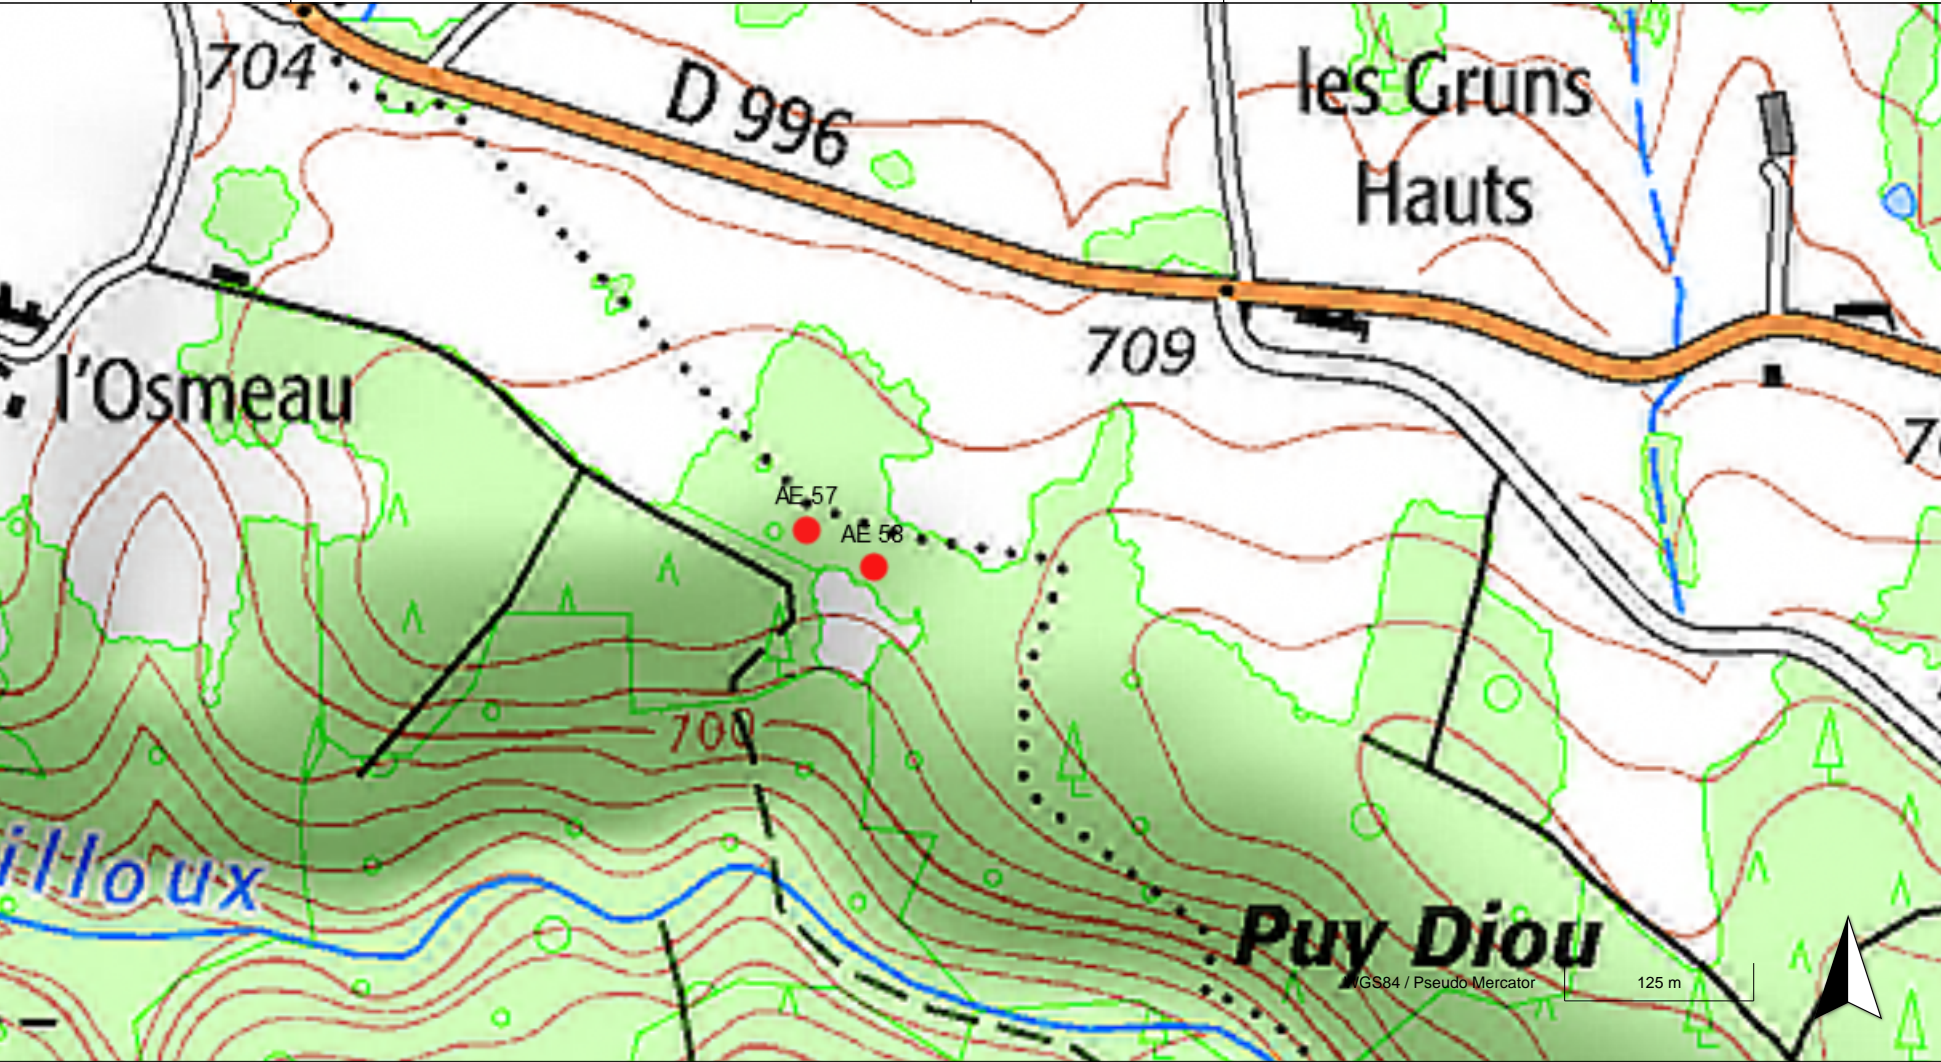 704
D 996
les Gruns
Hauts
709
l'Osmeau
AE 57
AE 58
700
illoux
Puy Diou
WGS84 / Pseudo Mercator
125 m